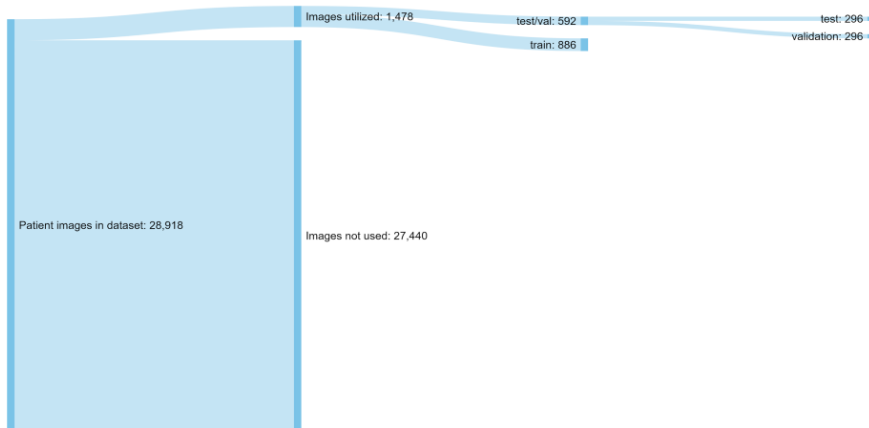 Images utilized: 1,478
test/val: 592
test: 296
validation: 296
train: 886
Patient images in dataset: 28,918
Images not used: 27,440